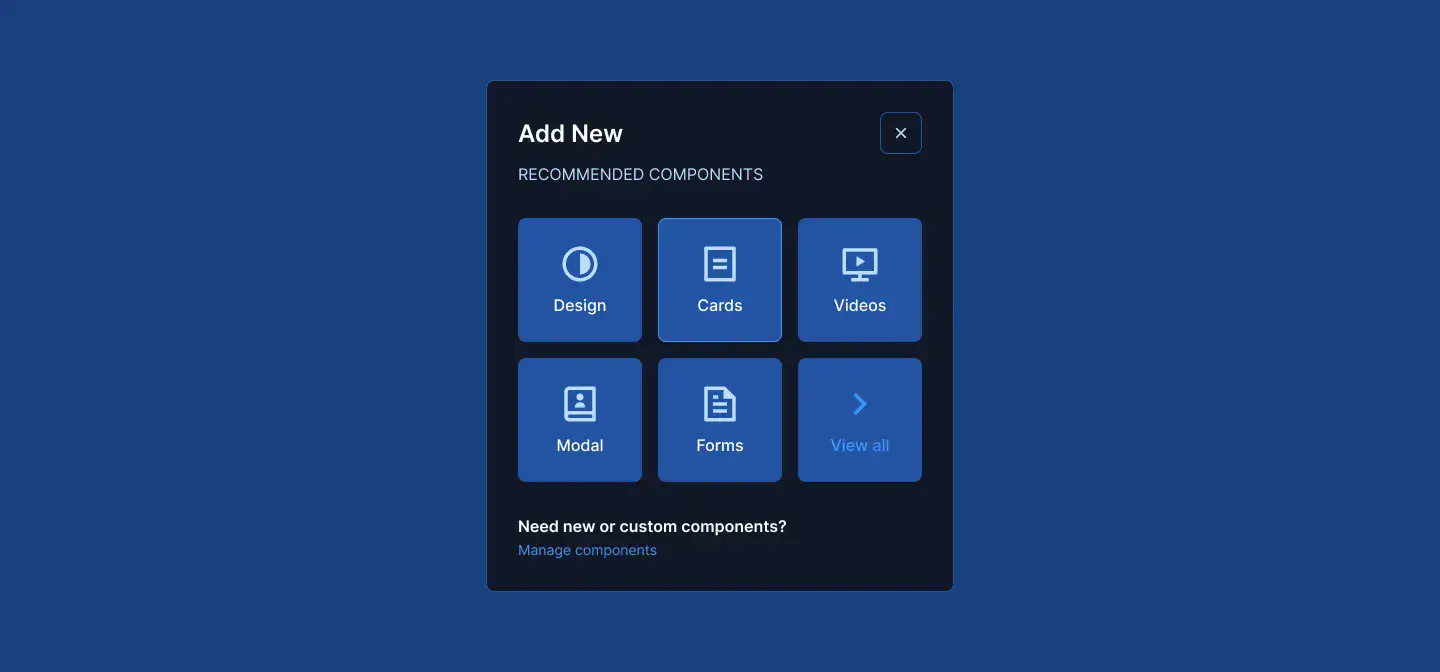 Add New
RECOMMENDED COMPONENTS
Design
Cards
Videos
Modal
Forms
View all
Need new or custom components?
Manage components